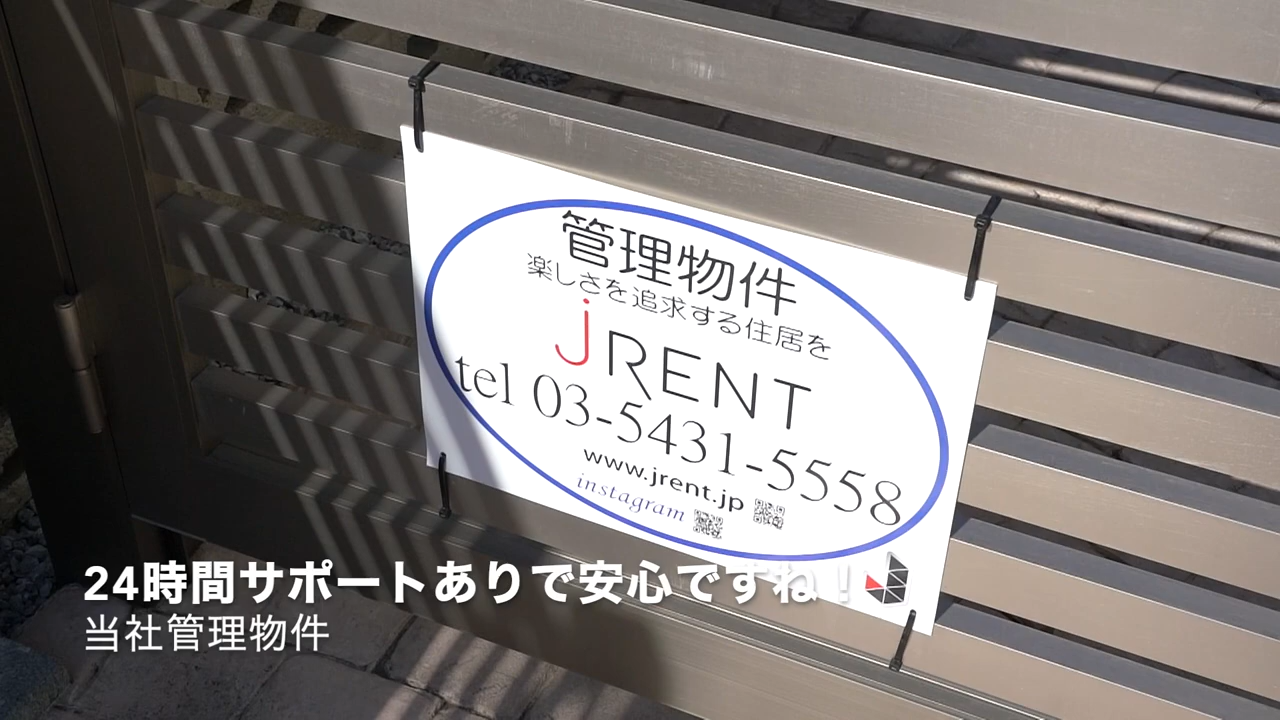 管理物件
楽しさを追求する住居を
jRENT
tel 03-5431-5558
www.jrent.jp
instagram
24時間サポートありで安心ですね！
当社管理物件